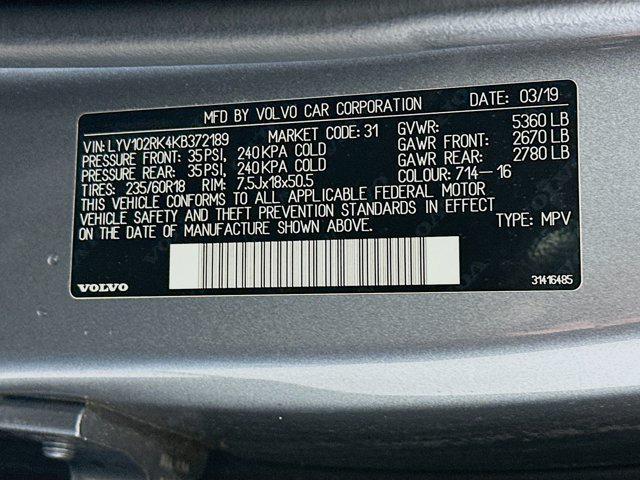 MFD BY VOLVO CAR CORPORATION DATE: 03/19
VIN: LYV102RK4KB372189 MARKET CODE: 31 GVWR: 5360 LB
PRESSURE FRONT: 35 PSI, 240 KPA COLD GAWR FRONT: 2670 LB
PRESSURE REAR: 35 PSI, 240 KPA COLD GAWR REAR: 2780 LB
TIRES: 235/60R18 RIM: 7.5Jx18x50.5 COLOUR: 714-16
THIS VEHICLE CONFORMS TO ALL APPLICABLE FEDERAL MOTOR
VEHICLE SAFETY AND THEFT PREVENTION STANDARDS IN EFFECT
ON THE DATE OF MANUFACTURE SHOWN ABOVE. TYPE: MPV
VOLVO 31416485